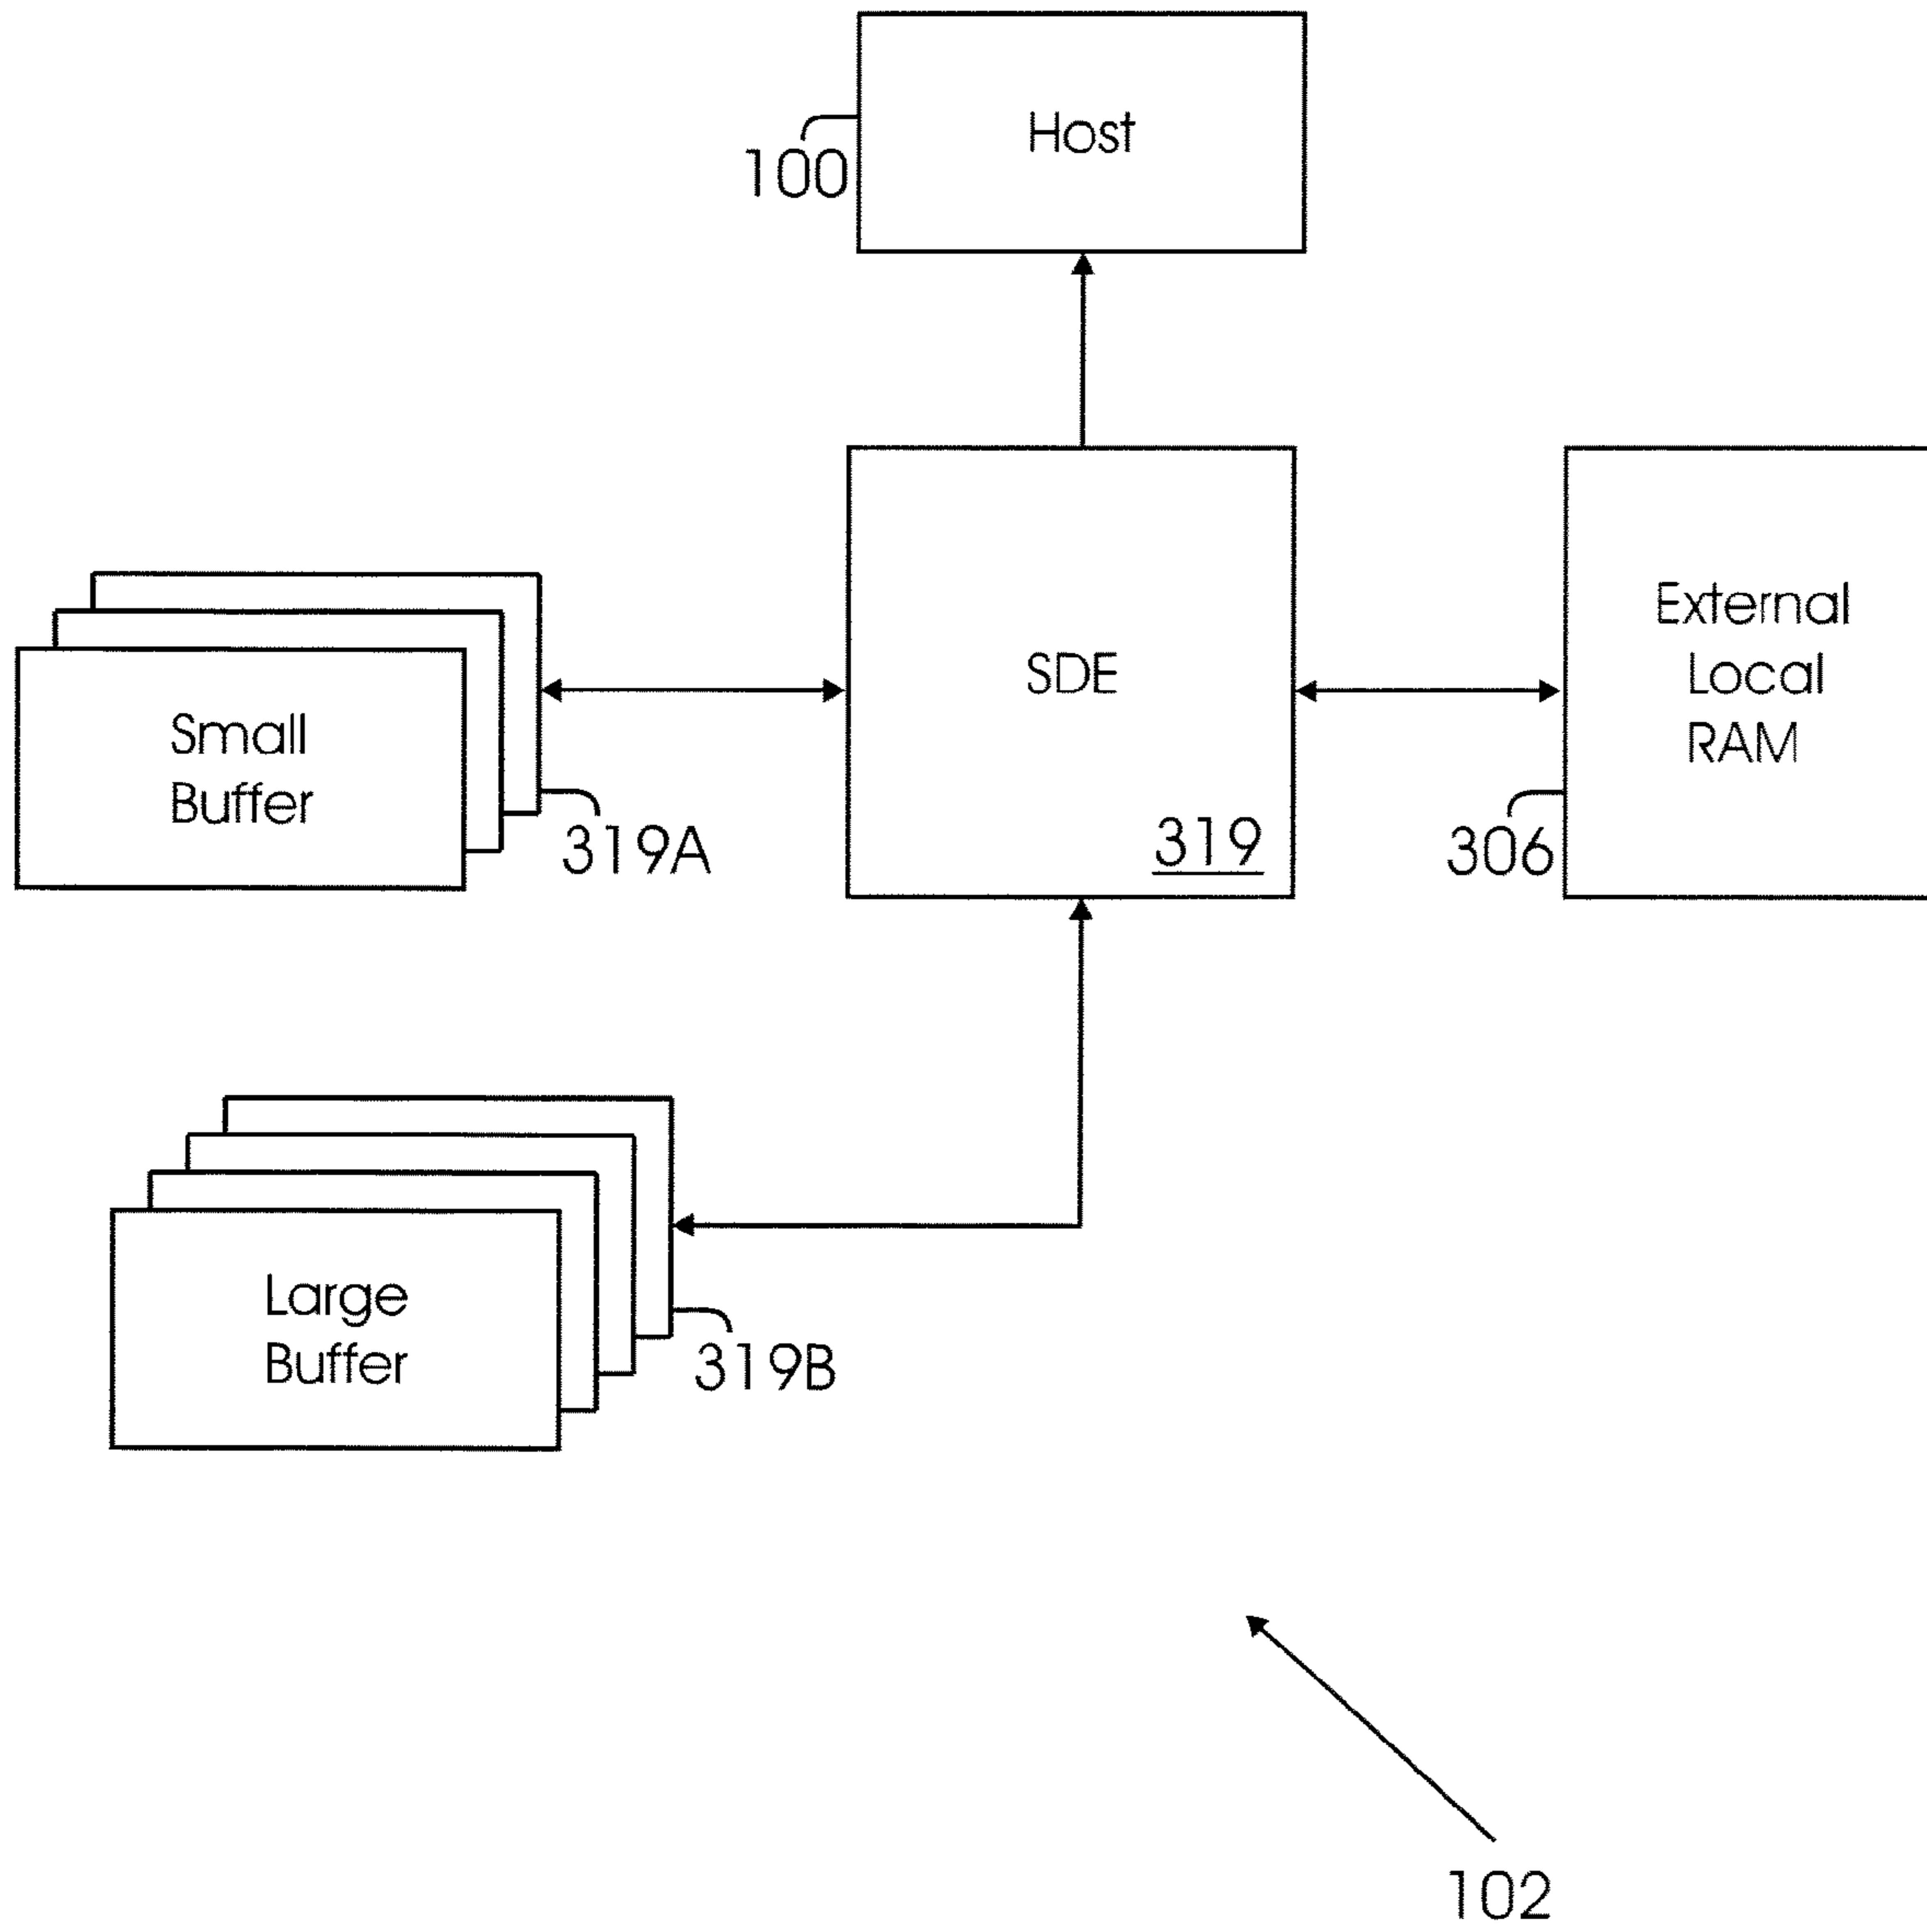 Host
100
SDE
319
External
Local
RAM
306
Small
Buffer
319A
Large
Buffer
319B
102